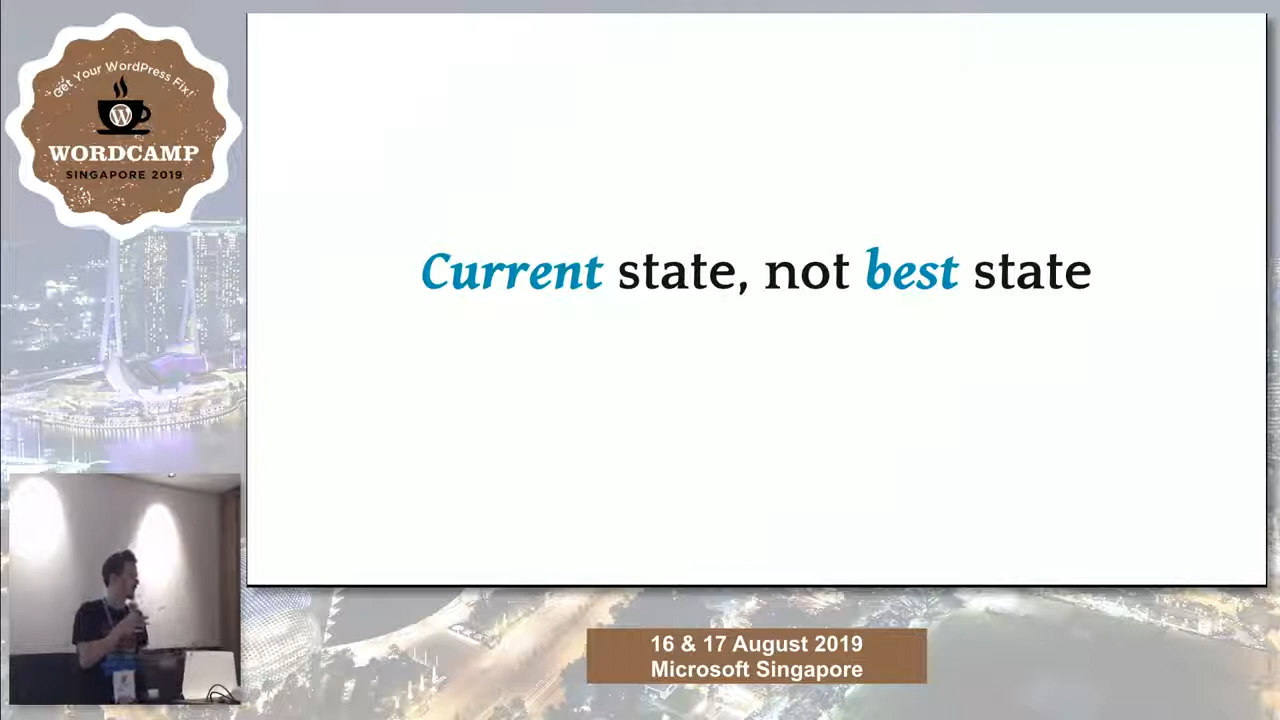 Get Your WordPress Fix!
WORDCAMP
SINGAPORE 2019
Current state, not best state
16 & 17 August 2019
Microsoft Singapore